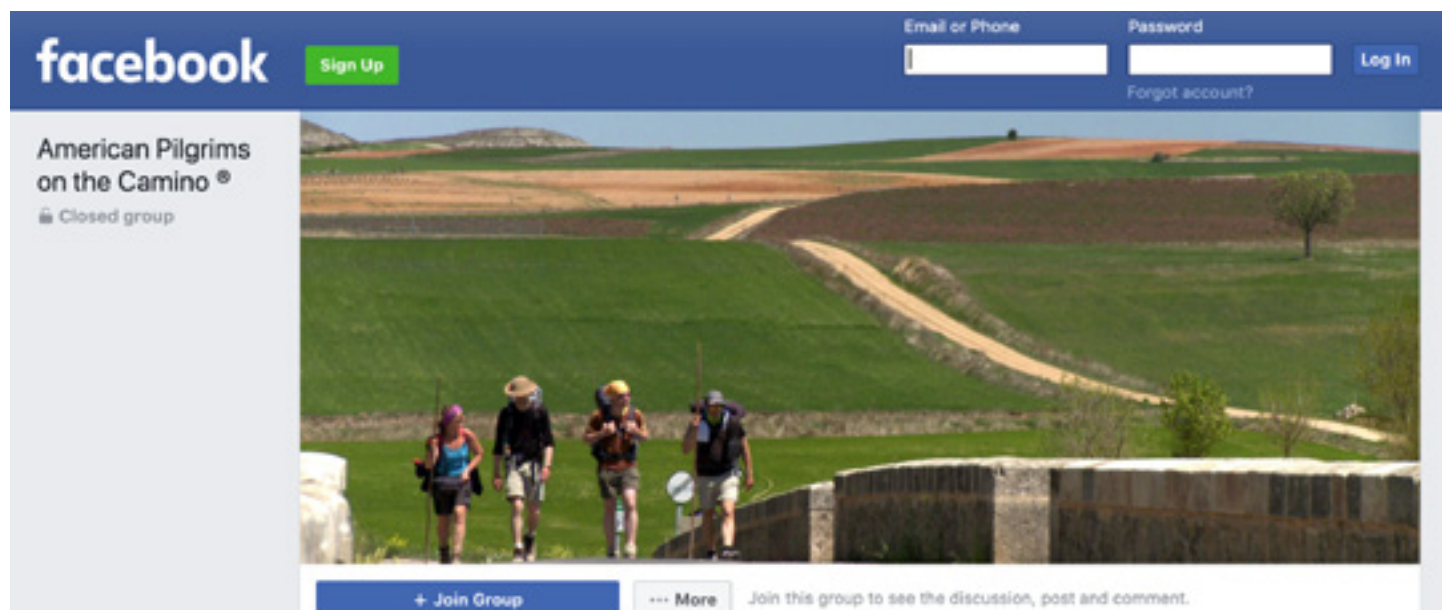 Email or Phone
Password
facebook
Sign Up
Log In
Forgot account?
American Pilgrims
on the Camino ®
Closed group
+ Join Group
··· More
Join this group to see the discussion, post and comment.